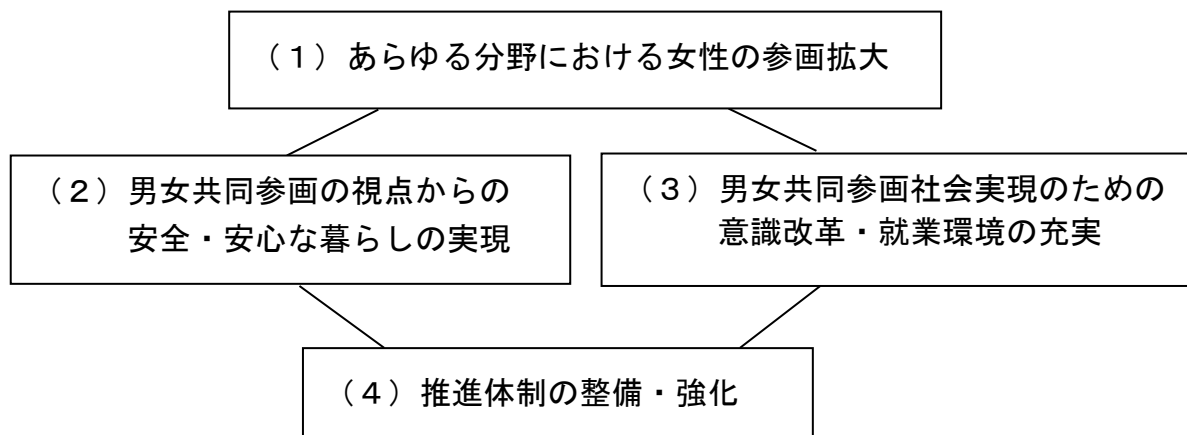 （１）あらゆる分野における女性の参画拡大
（２）男女共同参画の視点からの
安全・安心な暮らしの実現
（３）男女共同参画社会実現のための
意識改革・就業環境の充実
（４）推進体制の整備・強化